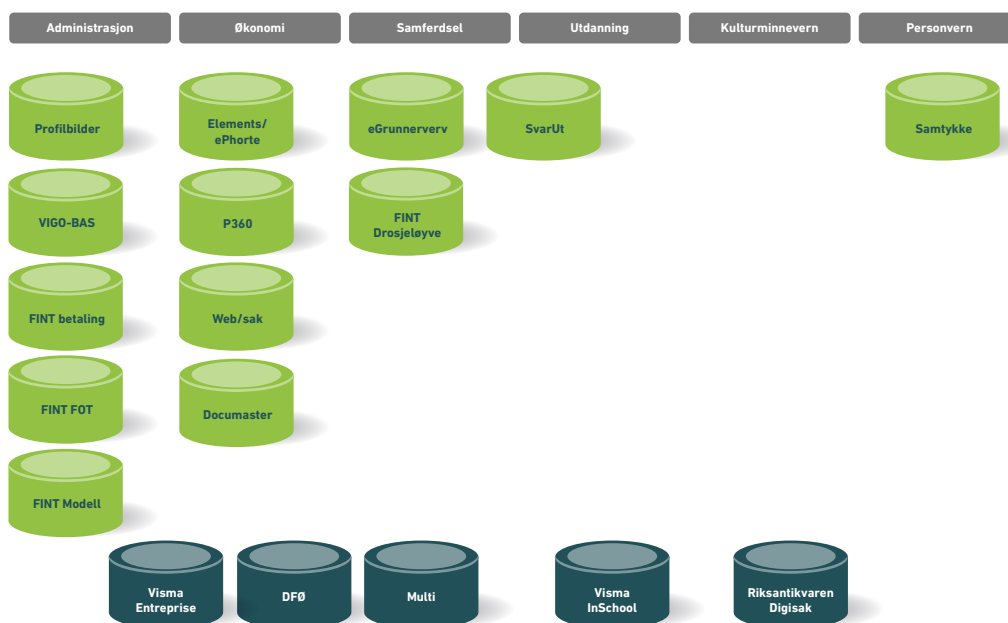 Administrasjon
Økonomi
Samferdsel
Utdanning
Kulturminnevern
Personvern
Profilbilder
Elements/
ePhorte
eGrunnerverv
SvarUt
Samtykke
VIGO-BAS
P360
FINT
Drosjeløyve
FINT betaling
Web/sak
FINT FOT
Documaster
FINT Modell
Visma
Entreprise
DFØ
Multi
Visma
InSchool
Riksantikvaren
Digisak